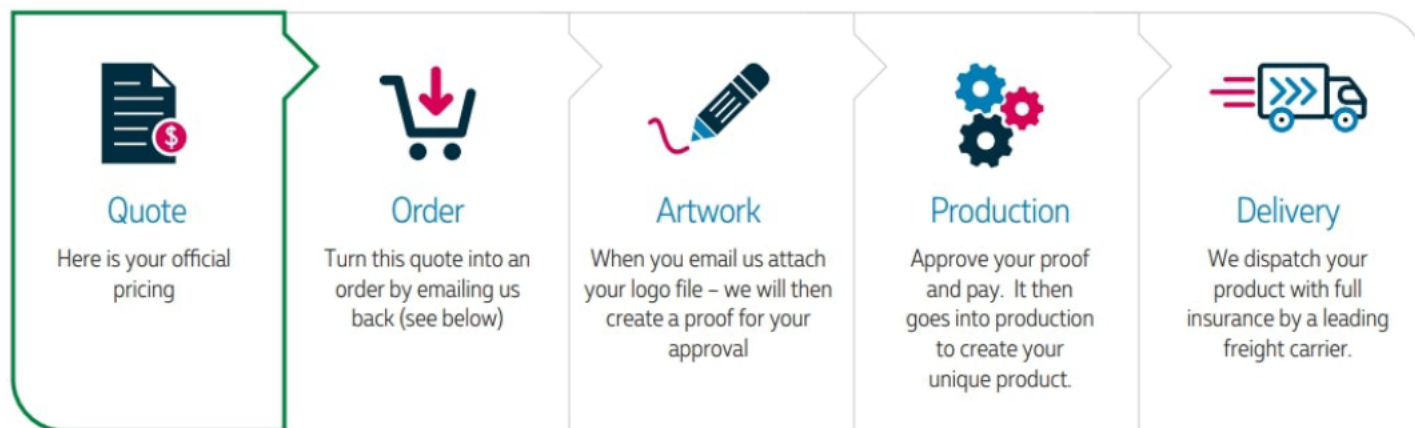 $
Quote
Here is your official
pricing
Order
Turn this quote into an
order by emailing us
back (see below)
Artwork
When you email us attach
your logo file – we will then
create a proof for your
approval
Production
Approve your proof
and pay. It then
goes into production
to create your
unique product.
Delivery
We dispatch your
product with full
insurance by a leading
freight carrier.